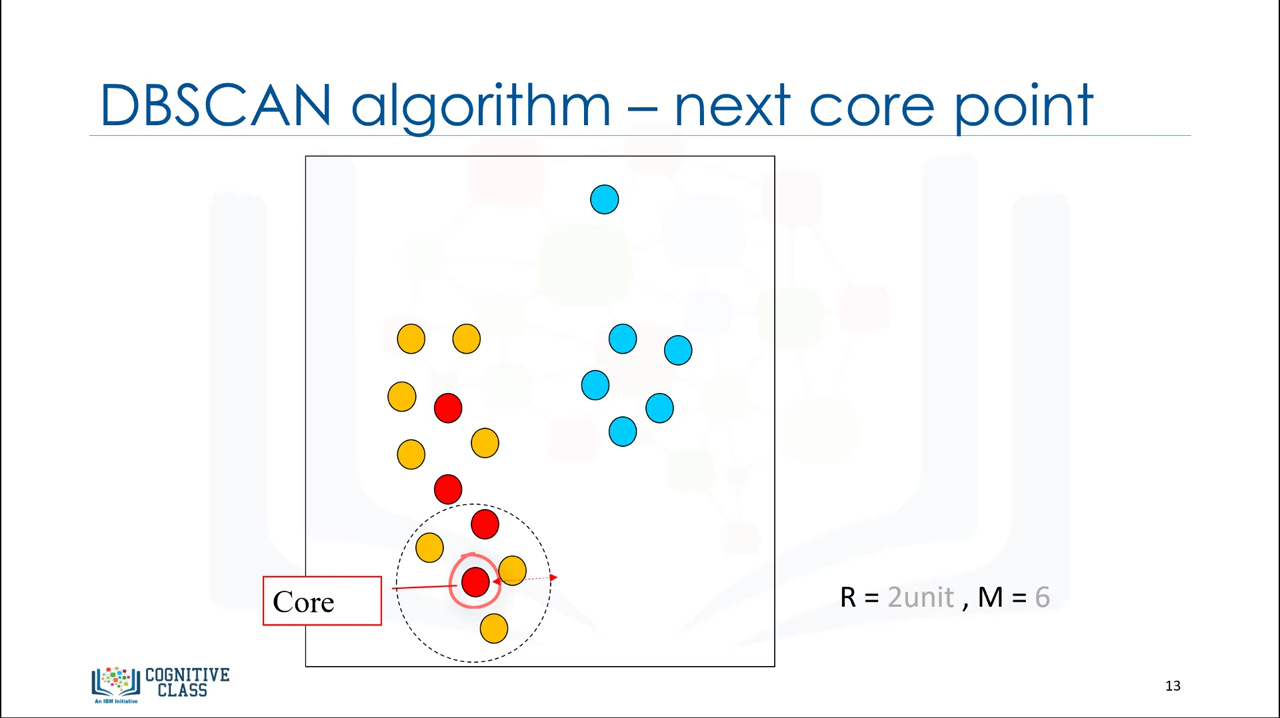 DBSCAN algorithm – next core point
Core
R = 2unit , M = 6
COGNITIVE
CLASS
An IBM Initiative
13